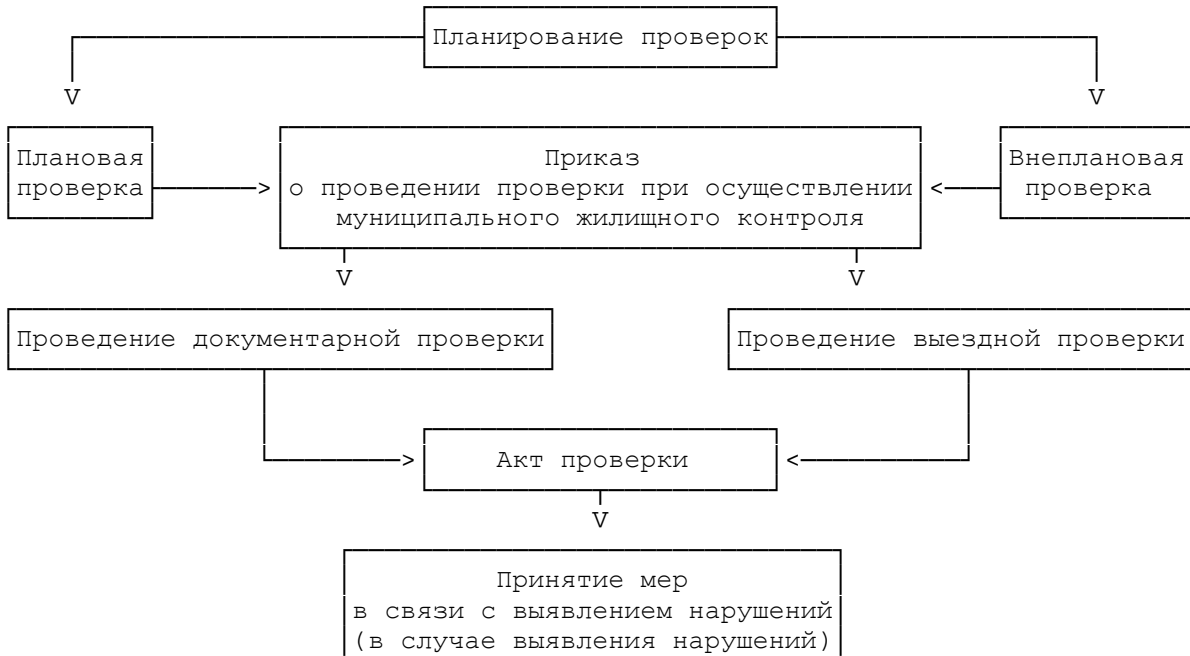 Планирование проверок
Плановая
проверка
Приказ
о проведении проверки при осуществлении
муниципального жилищного контроля
Внеплановая
проверка
Проведение документарной проверки
Проведение выездной проверки
Акт проверки
Принятие мер
в связи с выявлением нарушений
(в случае выявления нарушений)